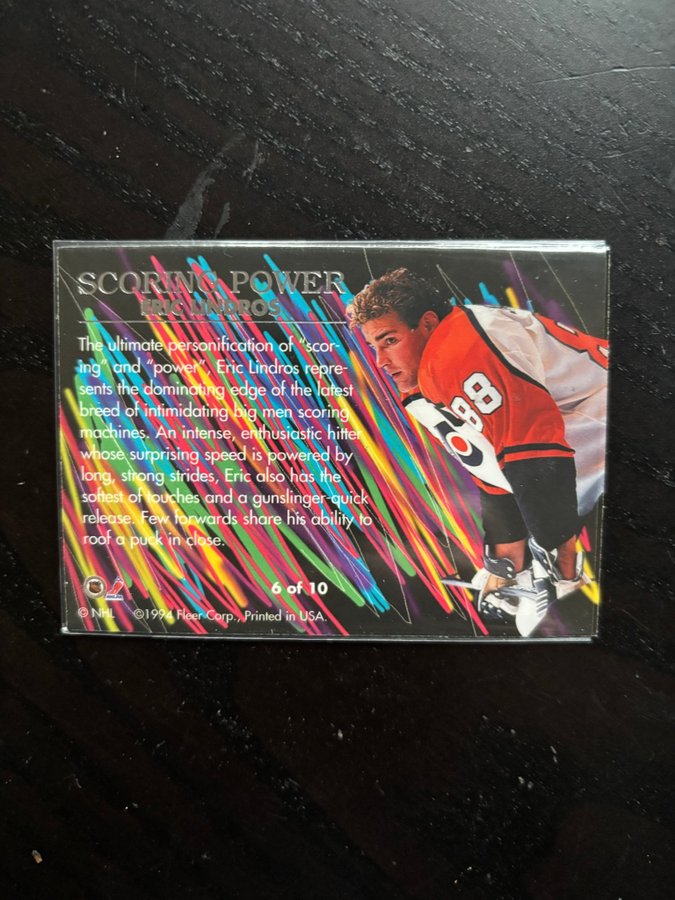 SCORING POWER
ERIC LINDROS
The ultimate personification of "scor-
ing" and "power", Eric Lindros repre-
sents the dominating edge of the latest
breed of intimidating big men scoring
machines. An intense, enthusiastic hitter
whose surprising speed is powered by
long, strong strides, Eric also has the
softest of touches and a gunslinger-quick
release. Few forwards share his ability to
roof a puck in close.
88
6 of 10
© NHL ©1994 Fleer Corp., Printed in USA.